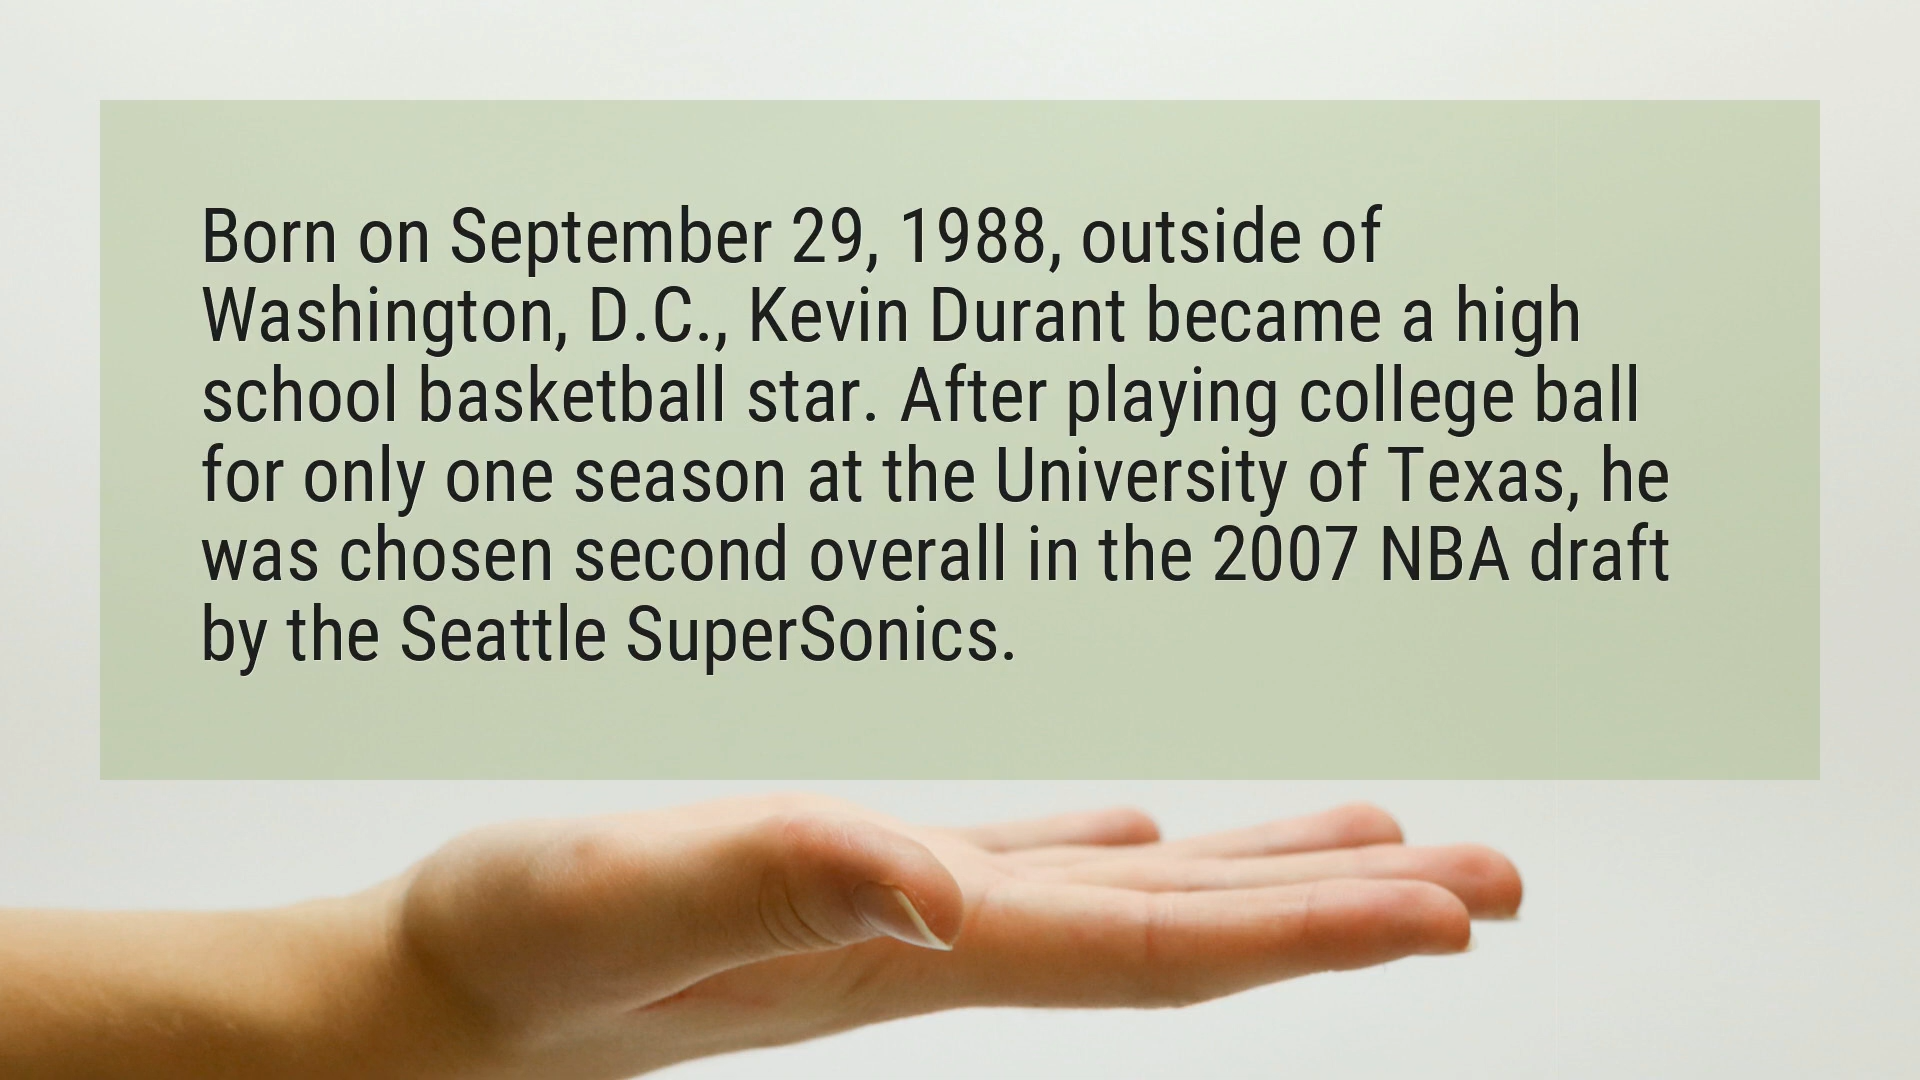 Born on September 29, 1988, outside of
Washington, D.C., Kevin Durant became a high
school basketball star. After playing college ball
for only one season at the University of Texas, he
was chosen second overall in the 2007 NBA draft
by the Seattle SuperSonics.